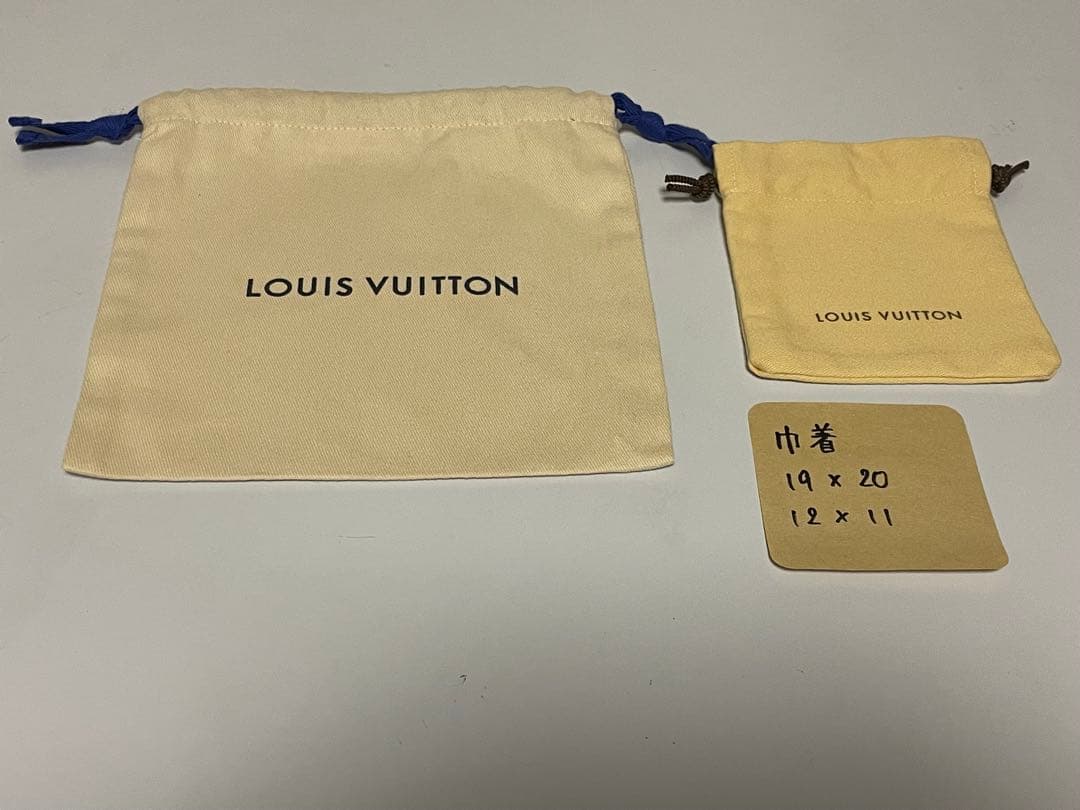 LOUIS VUITTON
LOUIS VUITTON
巾着
19 x 20
12 x 11